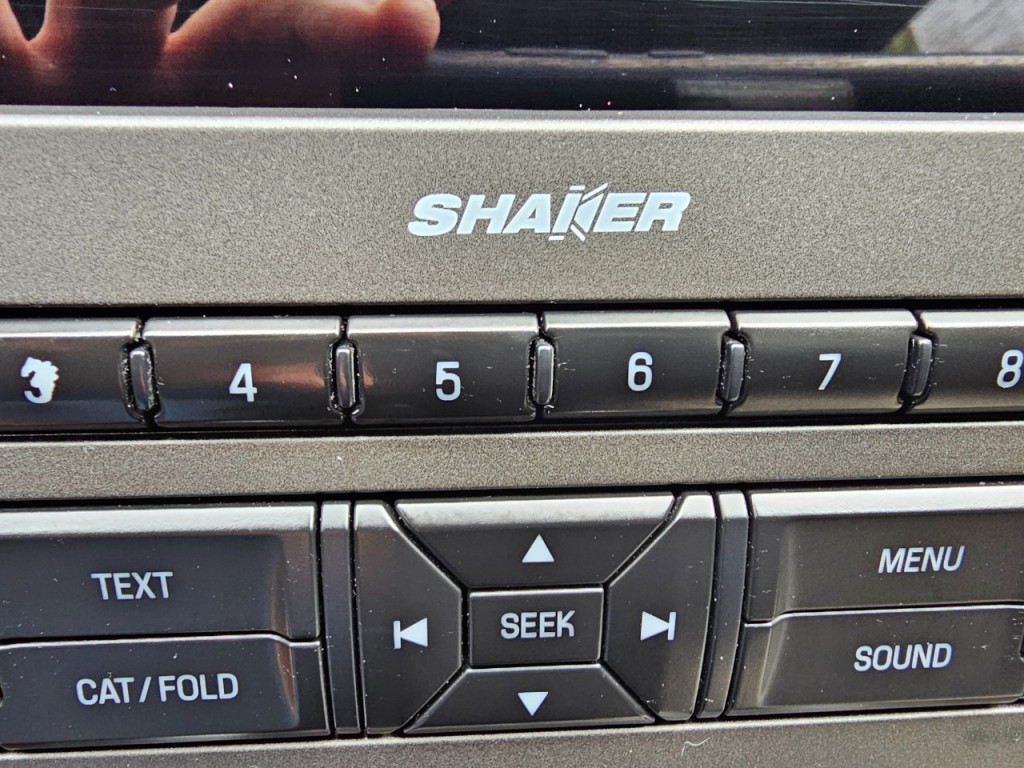 SHAKER
3 4 5 6 7 8
TEXT
SEEK
MENU
CAT / FOLD
SOUND